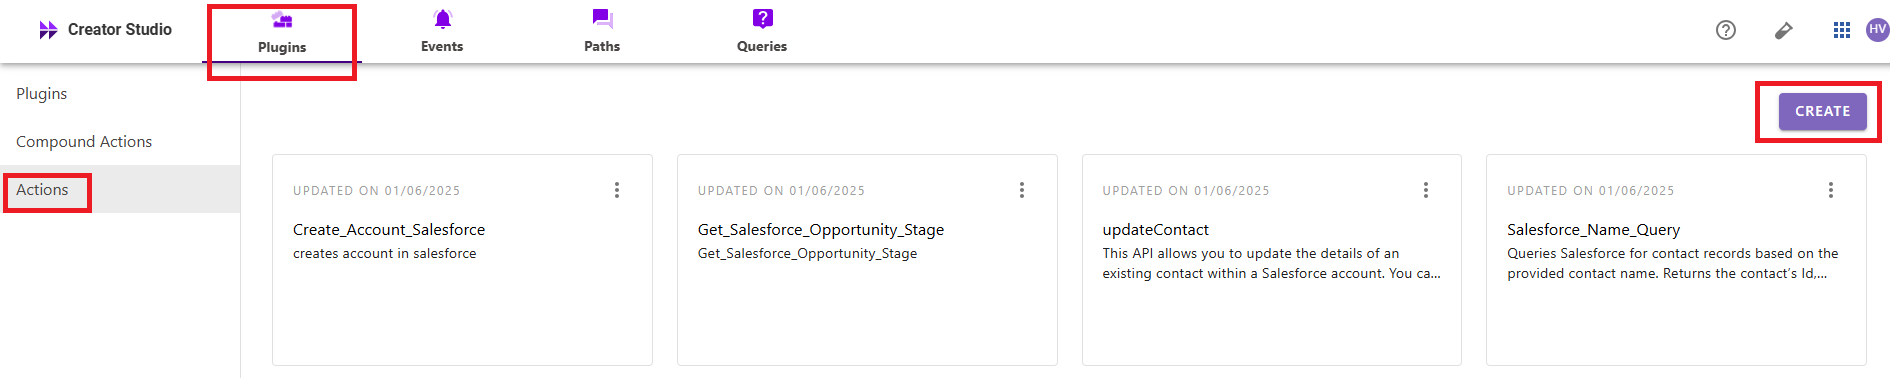 Creator Studio
Plugins
Events
Paths
Queries
HV
Plugins
Compound Actions
Actions
CREATE
UPDATED ON 01/06/2025
Create_Account_Salesforce
creates account in salesforce
UPDATED ON 01/06/2025
Get_Salesforce_Opportunity_Stage
Get_Salesforce_Opportunity_Stage
UPDATED ON 01/06/2025
updateContact
This API allows you to update the details of an
existing contact within a Salesforce account. You ca...
UPDATED ON 01/06/2025
Salesforce_Name_Query
Queries Salesforce for contact records based on the
provided contact name. Returns the contact’s Id,...